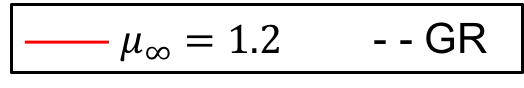 μ∞ = 1.2 - - GR